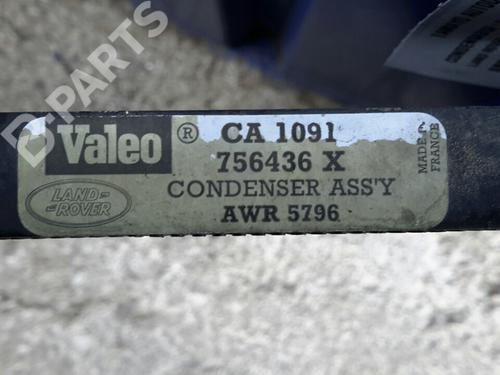 D-PARTS
Valeo ® CA 1091
756436 X
CONDENSER ASS'Y
AWR 5796
LAND-
-ROVER
MADE IN
FRANCE